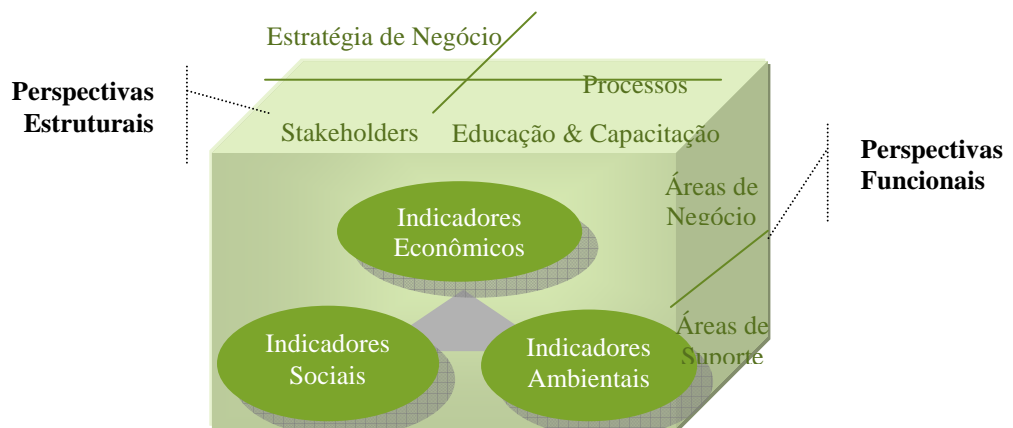 Estratégia de Negócio
Processos
Perspectivas
Estruturais
Stakeholders
Educação & Capacitação
Perspectivas
Funcionais
Áreas de
Negócio
Indicadores
Econômicos
Áreas de
Suporte
Indicadores
Sociais
Indicadores
Ambientais